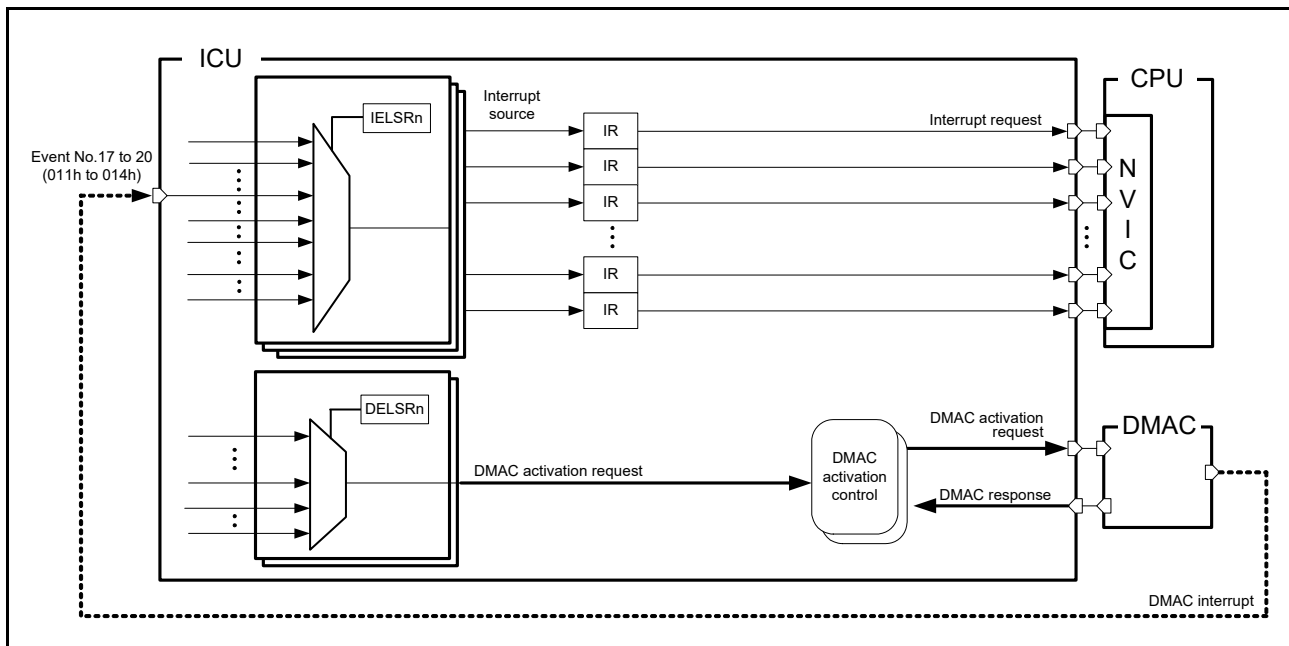 ICU
CPU
IELSRn
Interrupt
source
IR
Interrupt request
IR
IR
IR
IR
N
V
I
C
Event No.17 to 20
(011h to 014h)
DELSRn
DMAC activation request
DMAC
activation
control
DMAC activation
request
DMAC response
DMAC
DMAC interrupt